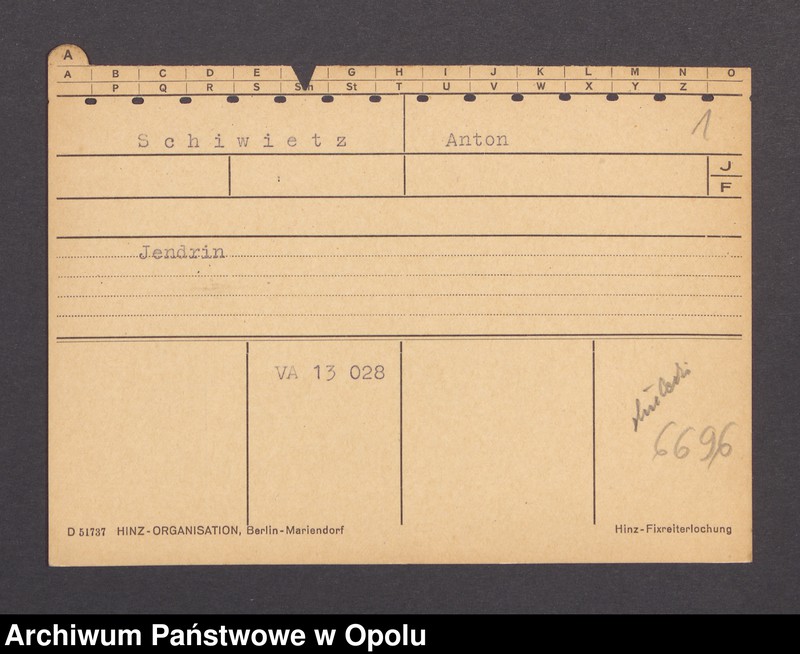 A
A B C D E G H I J K L M N O
P Q R S St T U V W X Y Z
Schiwietz Anton 1
J
F
Jendrin
VA 13 028
6696
D 51737 HINZ-ORGANISATION, Berlin-Mariendorf Hinz-Fixreiterlochung
Archiwum Państwowe w Opolu